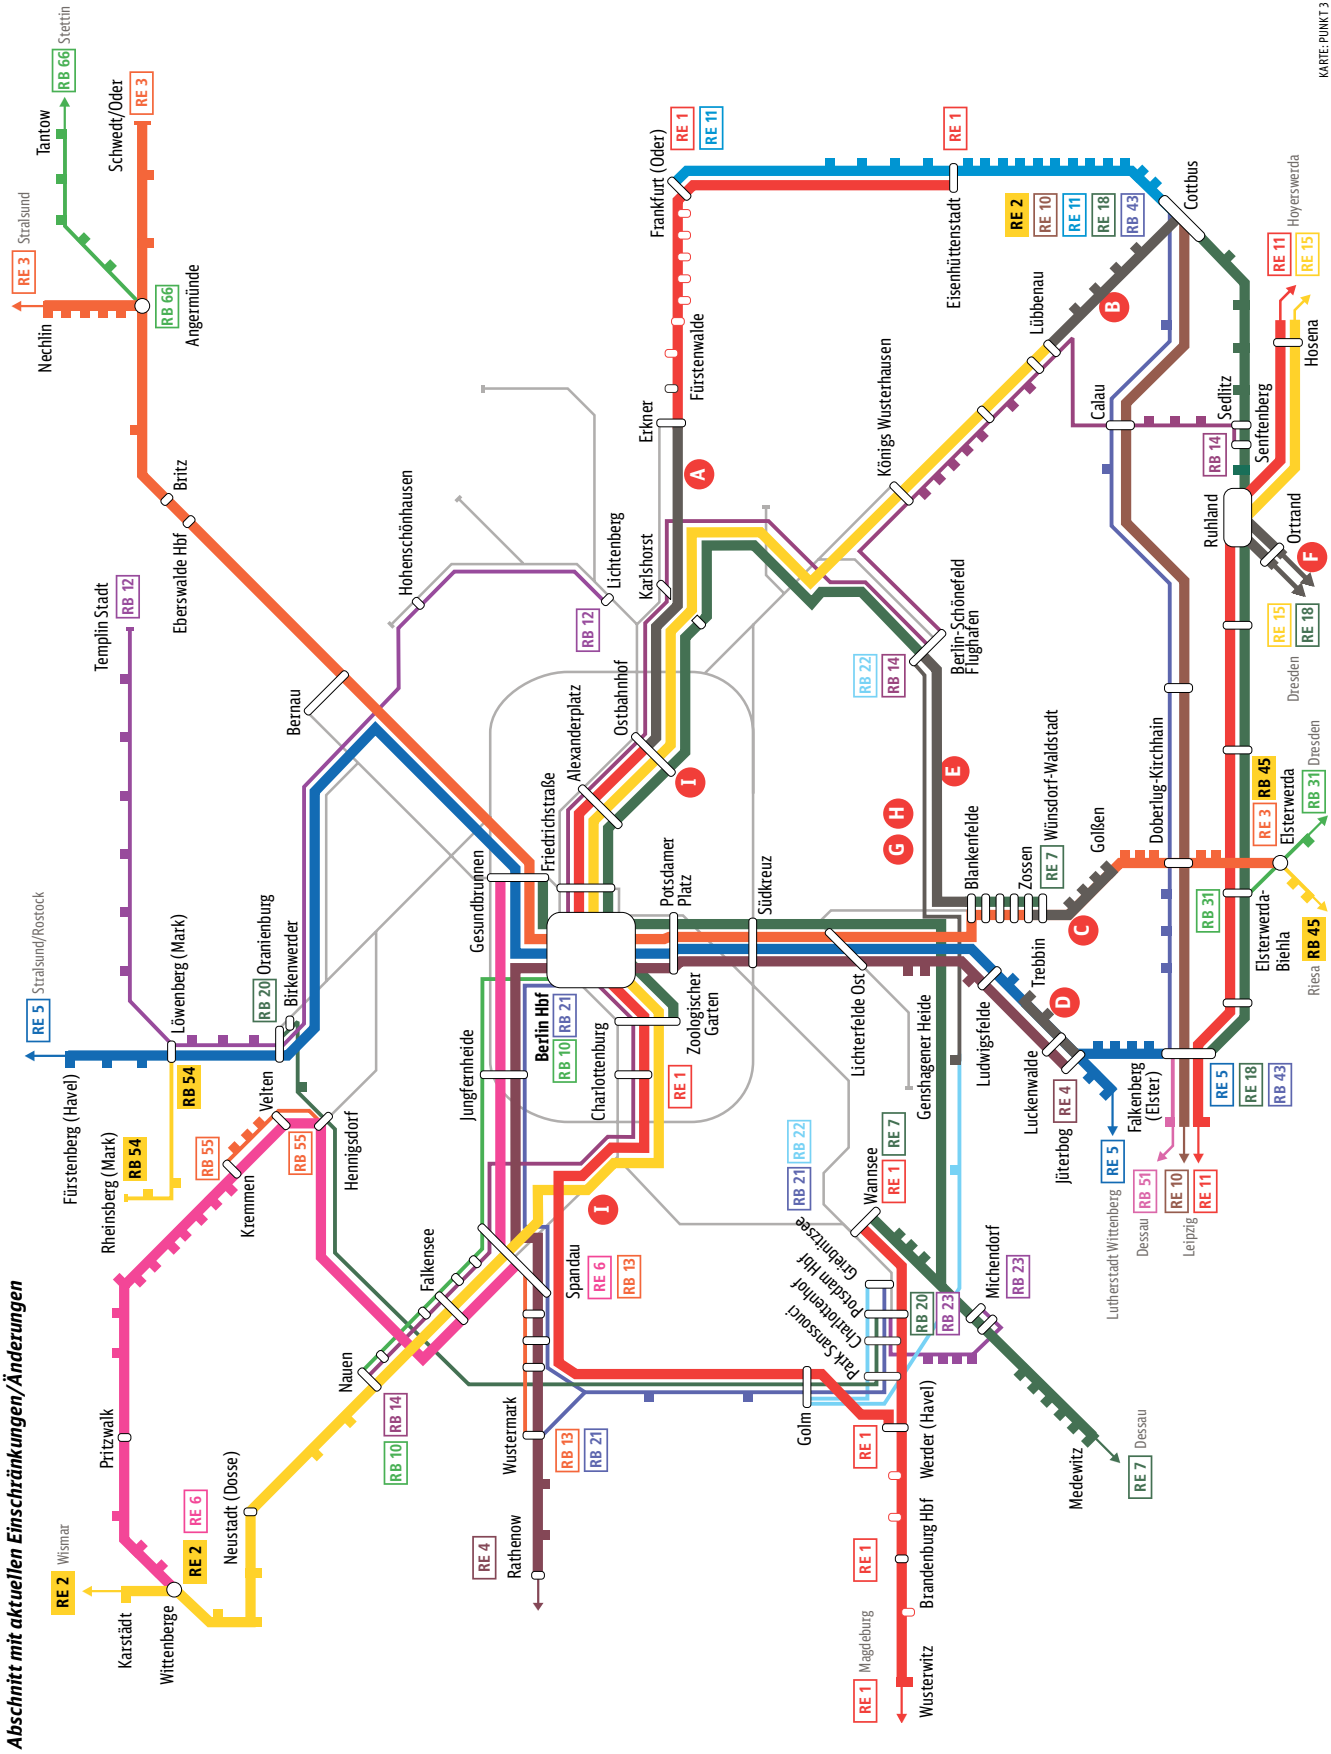 Abschnitt mit aktuellen Einschränkungen/Änderungen
RE 2 Wismar
Karstädt
Wittenberge
RE 2
RE 6
Pritzwalk
Neustadt (Dosse)
Rheinsberg (Mark)
RB 54
RB 54
Fürstenberg (Havel)
RE 5 Stralsund/Rostock
Löwenberg (Mark)
Kremmen
RB 55
RB 55
Velten
Hennigsdorf
RB 20 Oranienburg
Birkenwerder
Templin Stadt
RB 12
Nechlin
RE 3 Stralsund
Angermünde
RB 66
Tantow
RB 66 Stettin
Schwedt/Oder
RE 3
Britz
Eberswalde Hbf
Bernau
Hohenschönhausen
Lichtenberg
RB 12
Karlshorst
Erkner
A
Fürstenwalde
Frankfurt (Oder)
RE 1
RE 11
Eisenhüttenstadt
RE 1
RE 2
RE 10
RE 11
RE 18
RB 43
Cottbus
Nauen
RB 10
RB 14
Falkensee
Jungfernheide
Gesundbrunnen
Friedrichstraße
Alexanderplatz
Ostbahnhof
I
Berlin Hbf
RB 10
RB 21
Charlottenburg
Zoologischer
Garten
RE 1
Potsdamer
Platz
Südkreuz
Spandau
RE 6
RB 13
I
Wustermark
RB 13
RB 21
Rathenow
RE 4
Lichterfelde Ost
Genshagener Heide
Golm
Park Sanssouci
Charlottenhof
Potsdam Hbf
Griebnitzsee
RB 21
RB 22
Wannsee
RE 1
RE 7
RB 20
RB 23
Michendorf
RB 23
Werder (Havel)
RE 1
RE 1
Brandenburg Hbf
Wusterwitz
RE 1 Magdeburg
Medewitz
RE 7 Dessau
Königs Wusterhausen
Lübbenau
B
RB 22
RB 14
Berlin-Schönefeld
Flughafen
E
G
H
Blankenfelde
Zossen
RE 7
Wünsdorf-Waldstadt
Golßen
C
Ludwigsfelde
Trebbin
D
Luckenwalde
Jüterbog
RE 4
Lutherstadt Wittenberg RE 5
Falkenberg
(Elster)
RE 5
RE 18
RB 43
Dessau RB 51
RE 10
Leipzig
RE 11
Doberlug-Kirchhain
RE 3
RB 45
Elsterwerda
RB 31 Dresden
RB 31
Elsterwerda-
Biehla
Riesa RB 45
Calau
Sedlitz
RB 14
Senftenberg
Ruhland
Ortrand
F
RE 15
RE 18
Dresden
Hosena
RE 11
RE 15
Hoyerswerda
KARTE: PUNKT 3